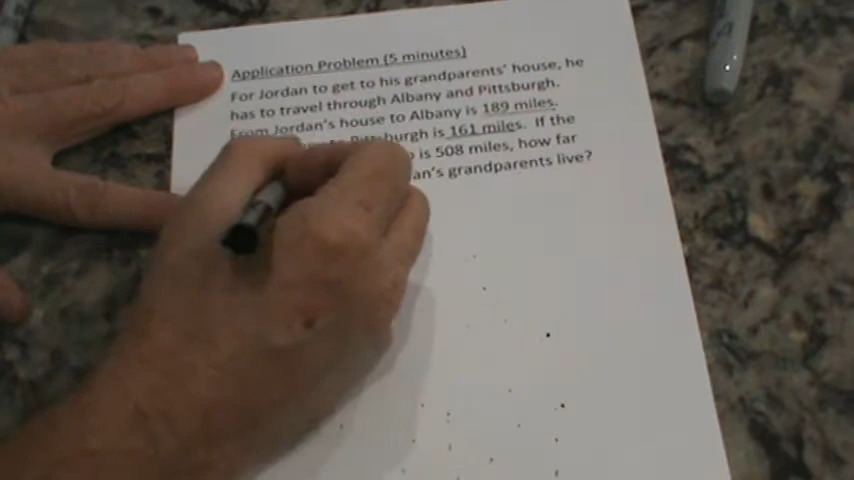 Application Problem (5 minutes)
For Jordan to get to his grandparents' house, he
has to travel through Albany and Pittsburgh.
From Jordan's house to Albany is 189 miles.
to Pittsburgh is 161 miles. If the
is 508 miles, how far
grandparents live?